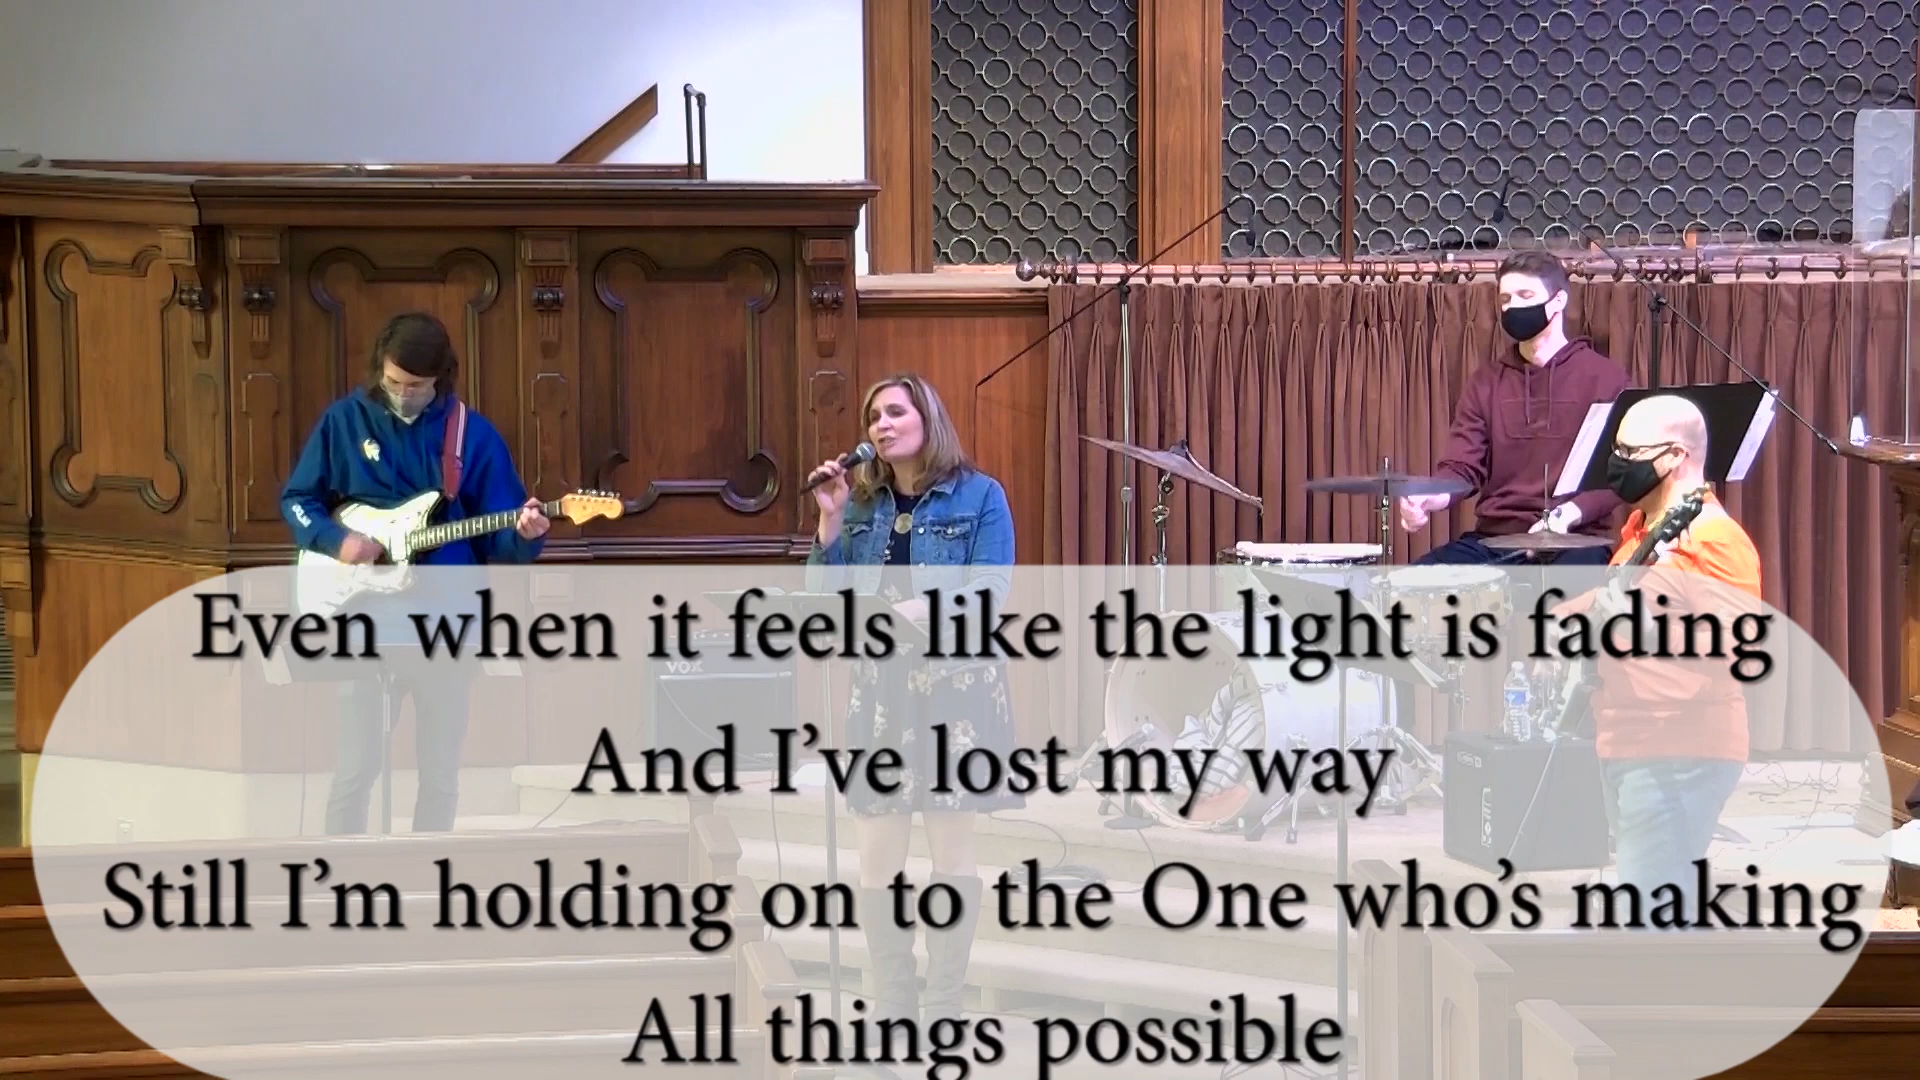 Even when it feels like the light is fading
And I’ve lost my way
Still I’m holding on to the One who’s making
All things possible
VOX